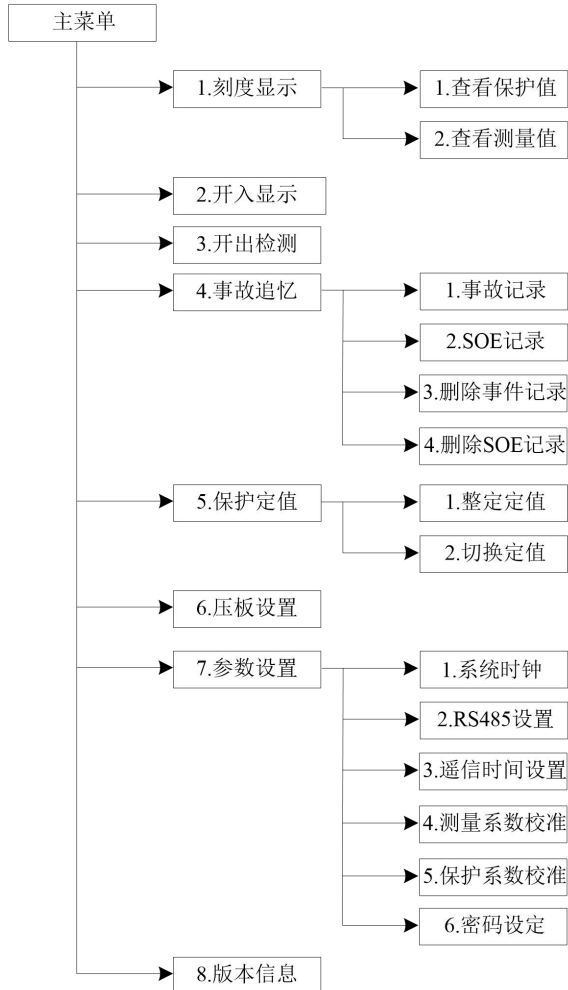 主菜单
1.刻度显示
1.查看保护值
2.查看测量值
2.开入显示
3.开出检测
4.事故追忆
1.事故记录
2.SOE记录
3.删除事件记录
4.删除SOE记录
5.保护定值
1.整定定值
2.切换定值
6.压板设置
7.参数设置
1.系统时钟
2.RS485设置
3.遥信时间设置
4.测量系数校准
5.保护系数校准
6.密码设定
8.版本信息